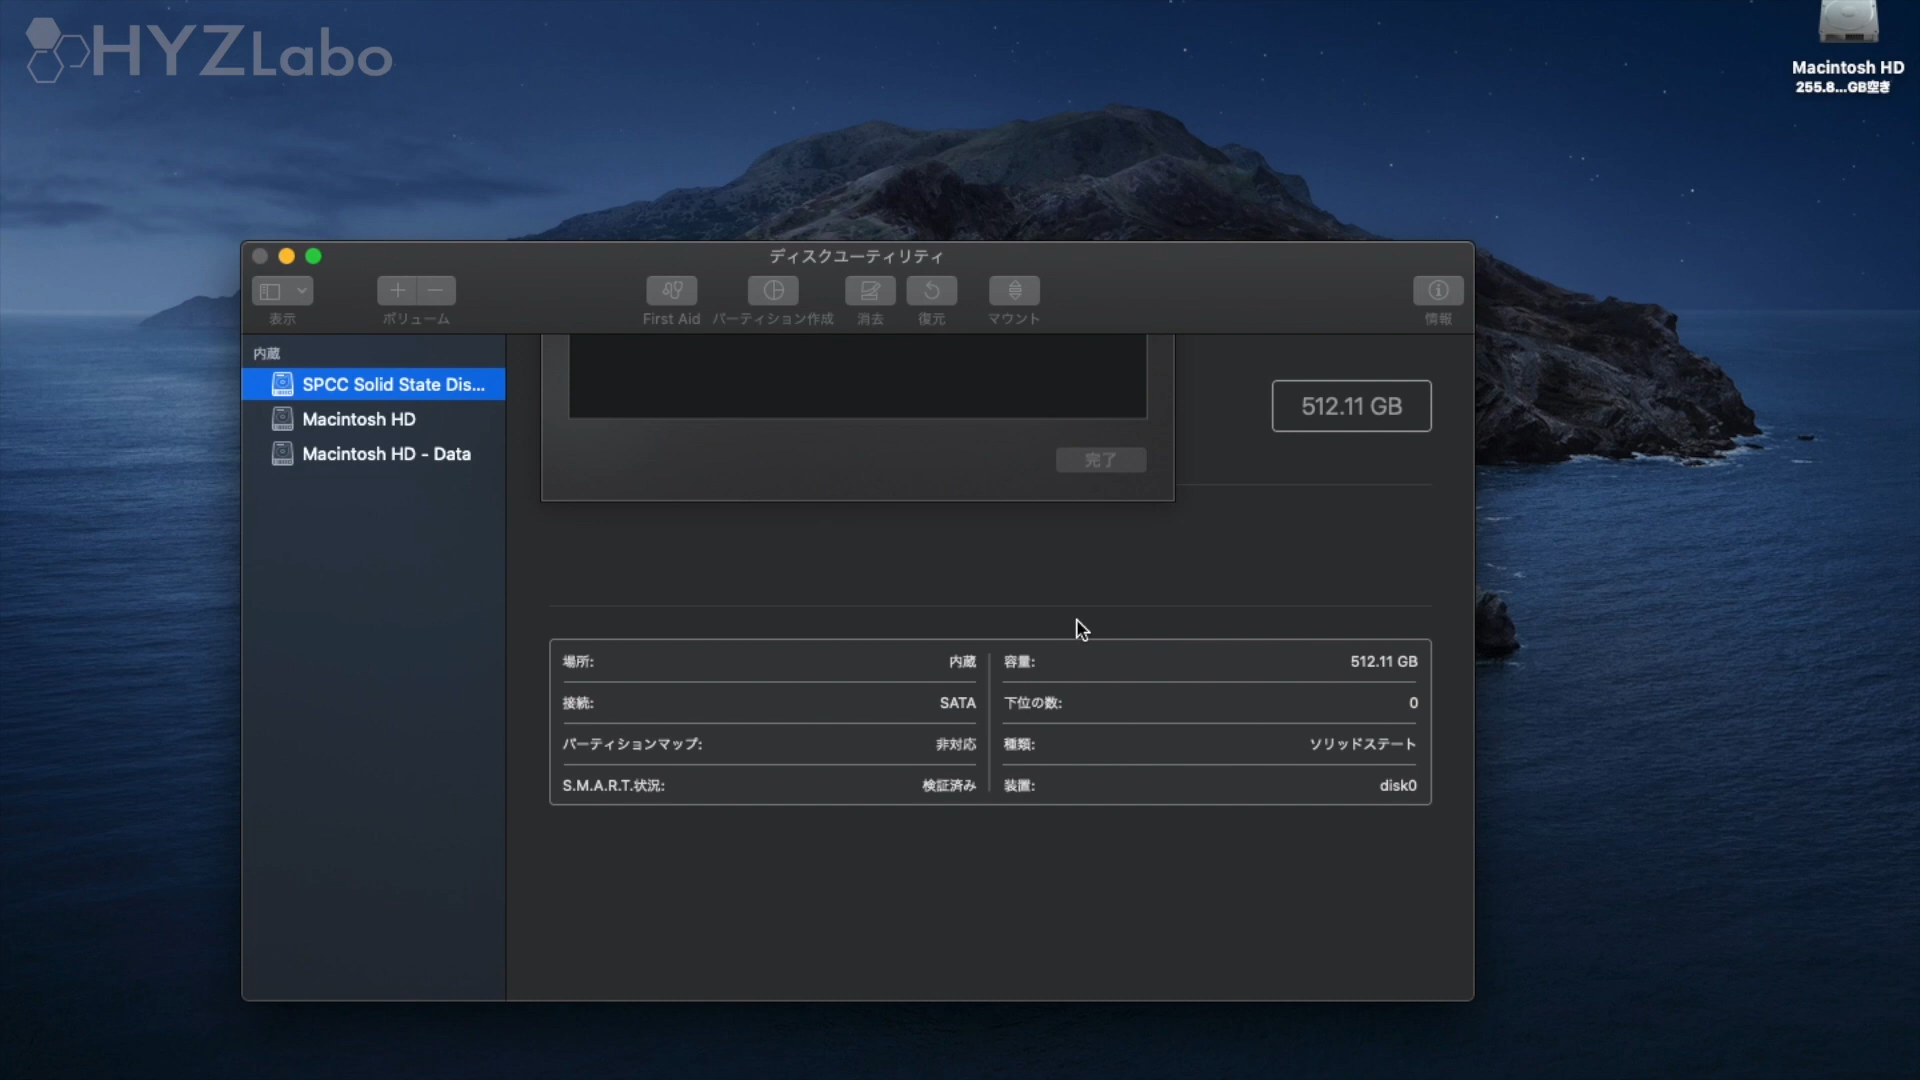 HYZLabo
Macintosh HD
255.8...GB空き
ディスクユーティリティ
表示
ボリューム
First Aid
パーティション作成
消去
復元
マウント
情報
内蔵
SPCC Solid State Dis...
Macintosh HD
Macintosh HD - Data
512.11 GB
完了
場所: 内蔵
容量: 512.11 GB
接続: SATA
下位の数: 0
パーティションマップ: 非対応
種類: ソリッドステート
S.M.A.R.T.状況: 検証済み
装置: disk0